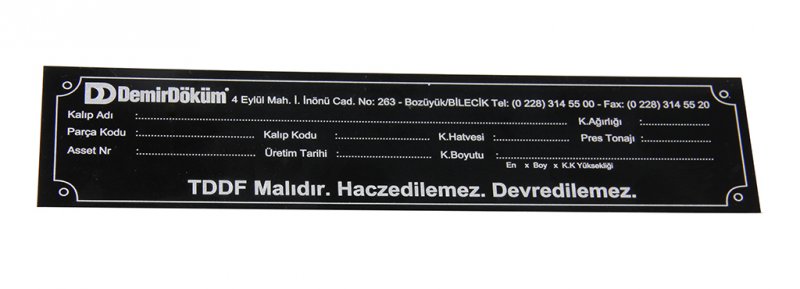 DD DemirDöküm® 4 Eylül Mah. İ. İnönü Cad. No: 263 - Bozüyük/BİLECİK Tel: (0 228) 314 55 00 - Fax: (0 228) 314 55 20
Kalıp Adı : K.Ağırlığı :
Parça Kodu : Kalıp Kodu : K.Hatvesi : Pres Tonajı :
Asset Nr : Üretim Tarihi : K.Boyutu :
En x Boy x K.K Yüksekliği
TDDF Malıdır. Haczedilemez. Devredilemez.